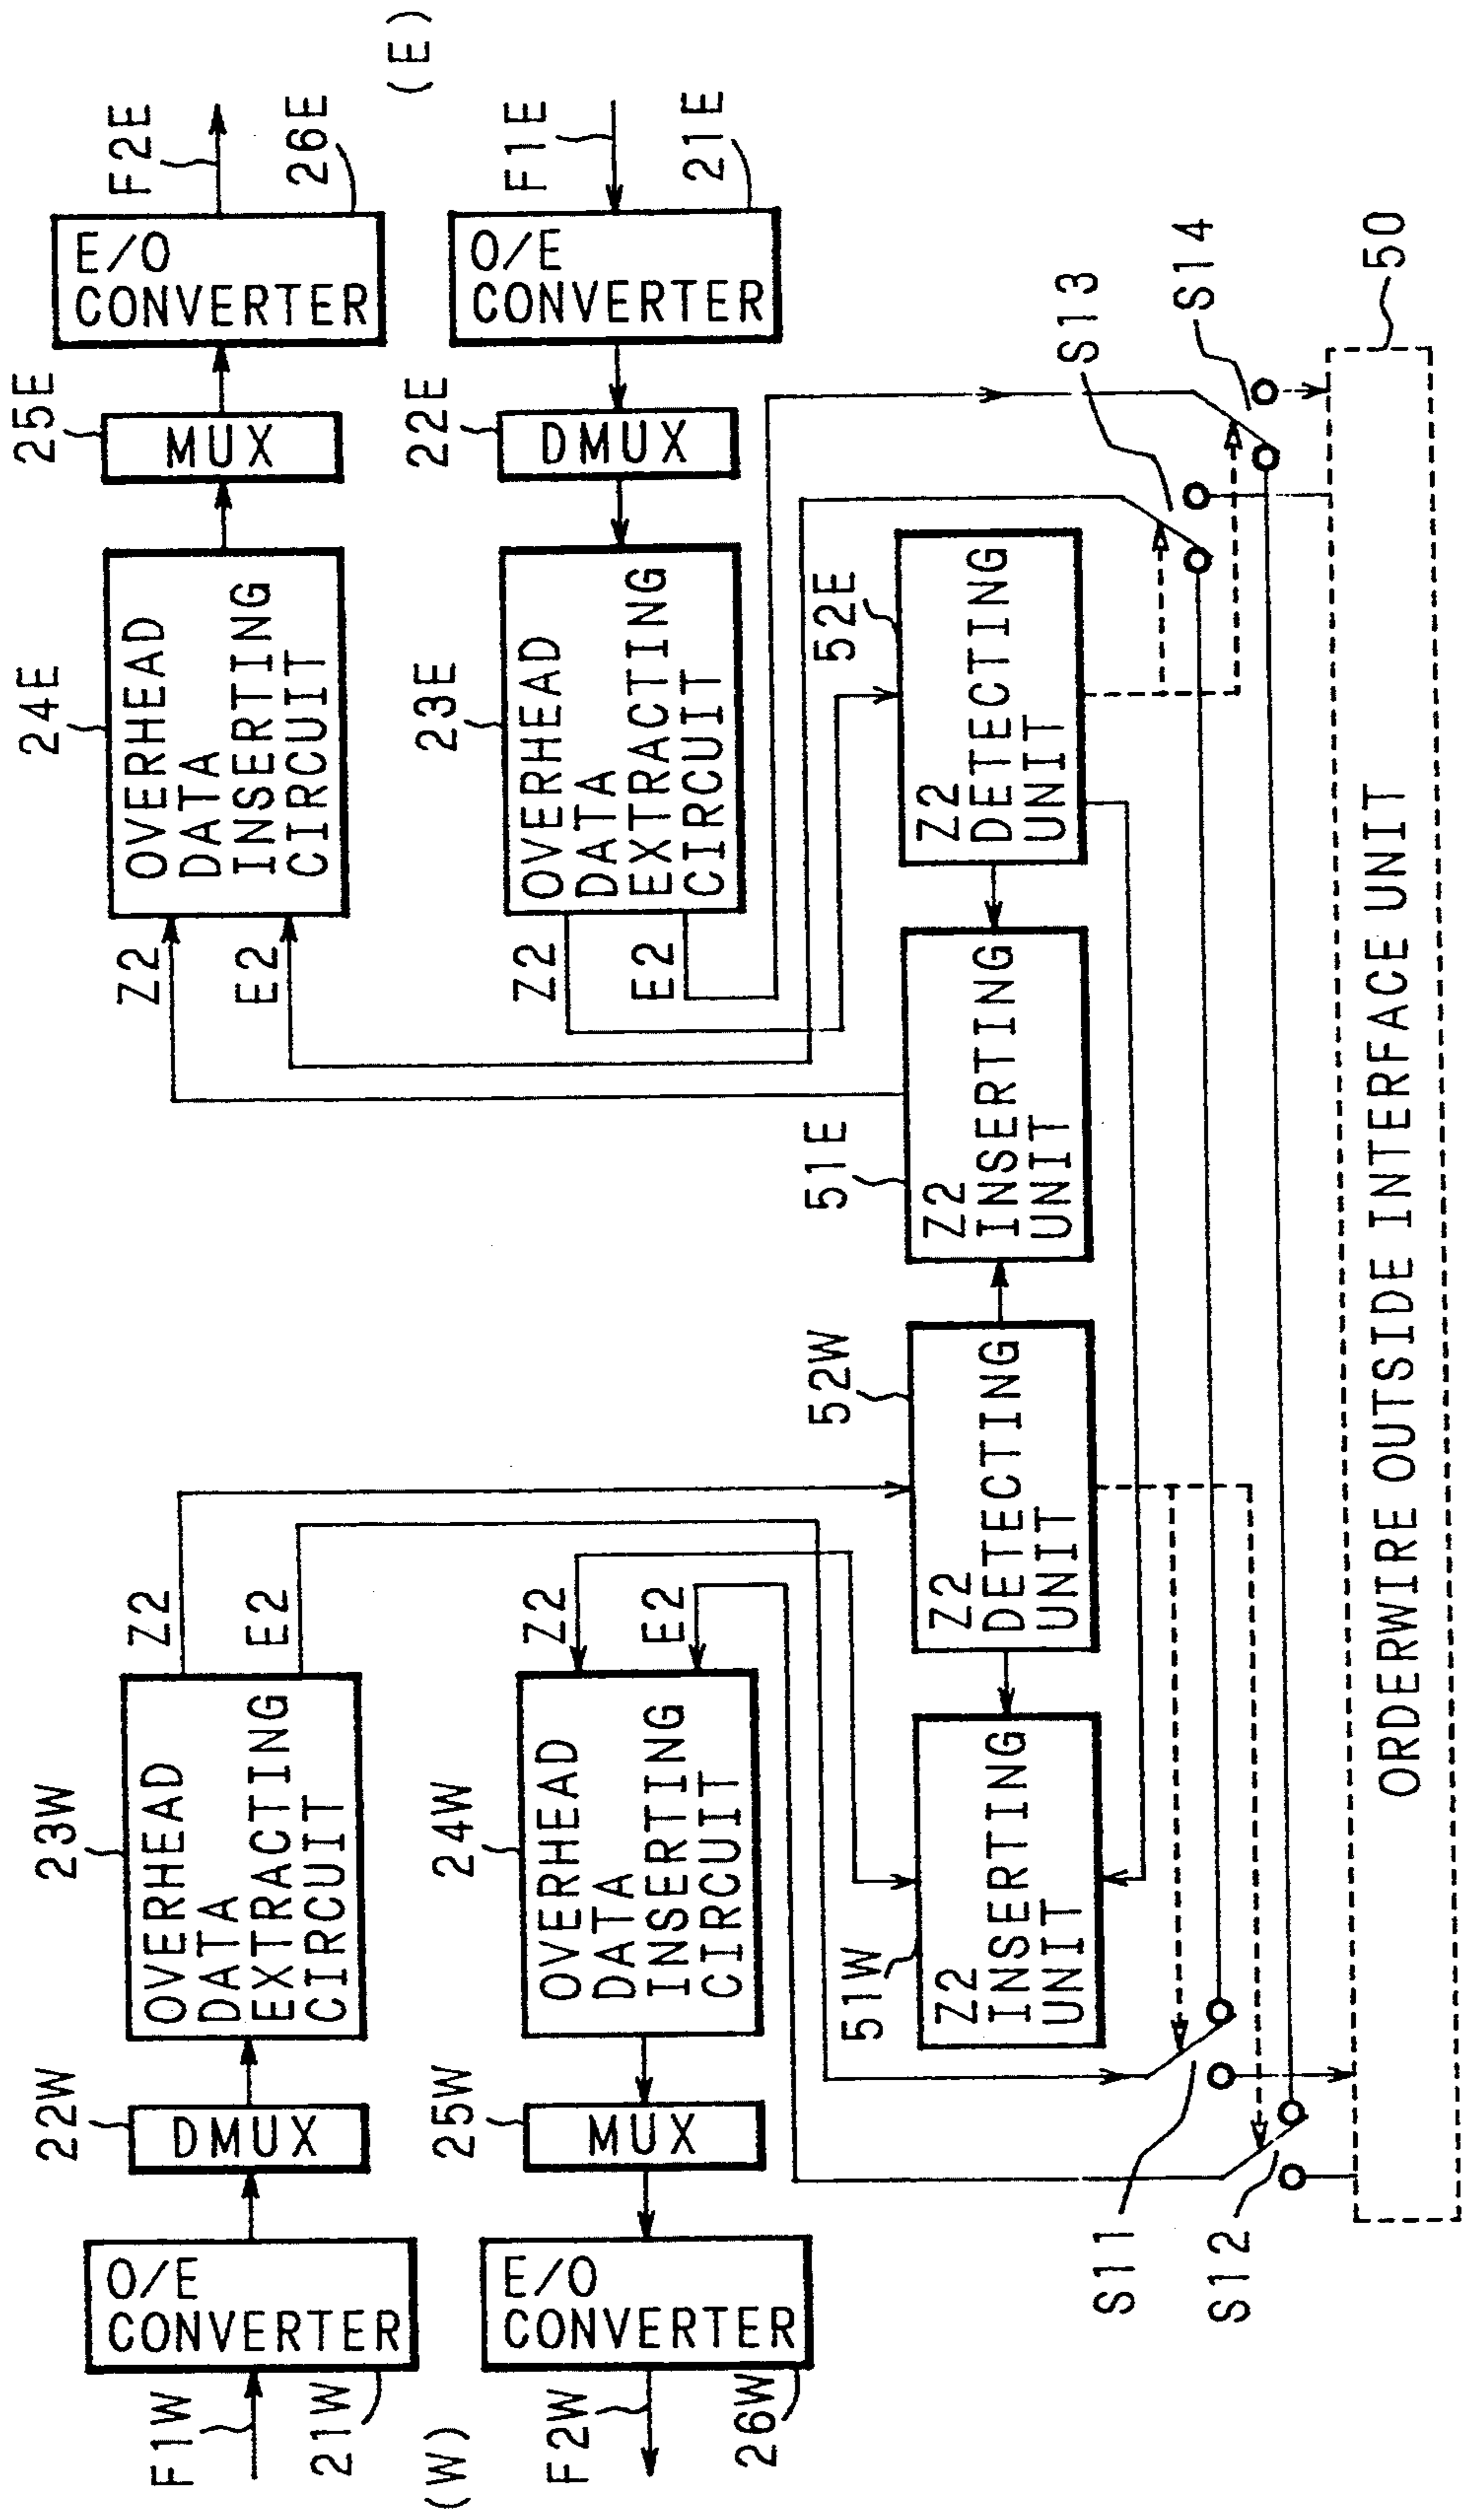 (W)
(E)
F1W
21W
O/E
CONVERTER
22W
DMUX
23W
OVERHEAD
DATA
EXTRACTING
CIRCUIT
Z2
E2
24E
OVERHEAD
DATA
INSERTING
CIRCUIT
Z2
E2
25E
MUX
E/O
CONVERTER
F2E
26E
F2W
26W
E/O
CONVERTER
25W
MUX
24W
OVERHEAD
DATA
INSERTING
CIRCUIT
Z2
E2
23E
OVERHEAD
DATA
EXTRACTING
CIRCUIT
Z2
E2
22E
DMUX
O/E
CONVERTER
F1E
21E
51W
Z2
INSERTING
UNIT
52W
Z2
DETECTING
UNIT
51E
Z2
INSERTING
UNIT
52E
Z2
DETECTING
UNIT
S11
S12
S13
S14
50
ORDERWIRE OUTSIDE INTERFACE UNIT